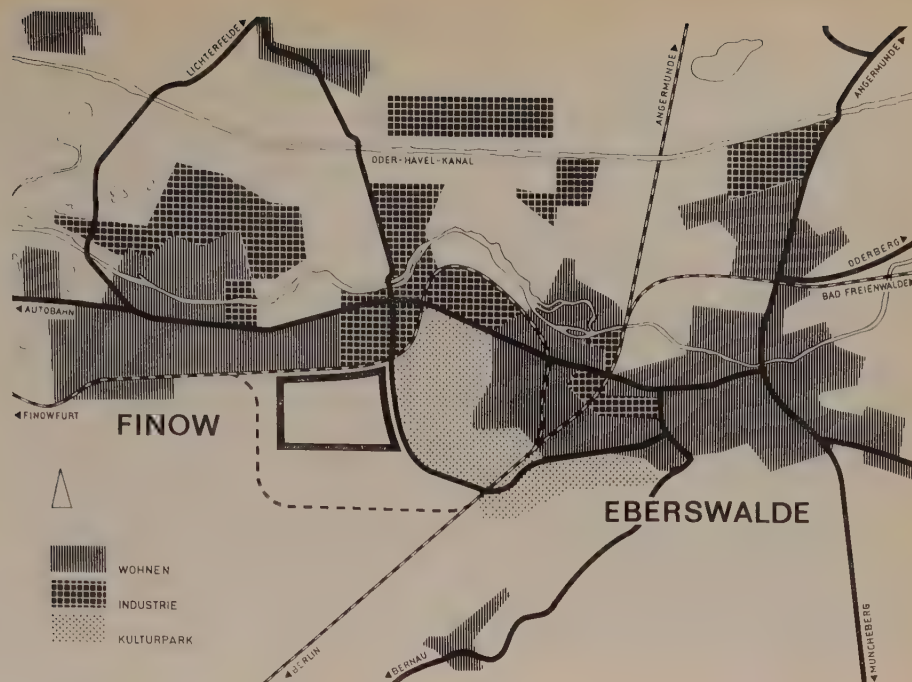 LICHTERFELDE
ANGERMÜNDE
ANGERMÜNDE
ODER-HAVEL-KANAL
ODERBERG
BAD FREIENWALDE
AUTOBAHN
FINOWFURT
FINOW
EBERSWALDE
WOHNEN
INDUSTRIE
KULTURPARK
BERLIN
BERNAU
MÜNCHEBERG